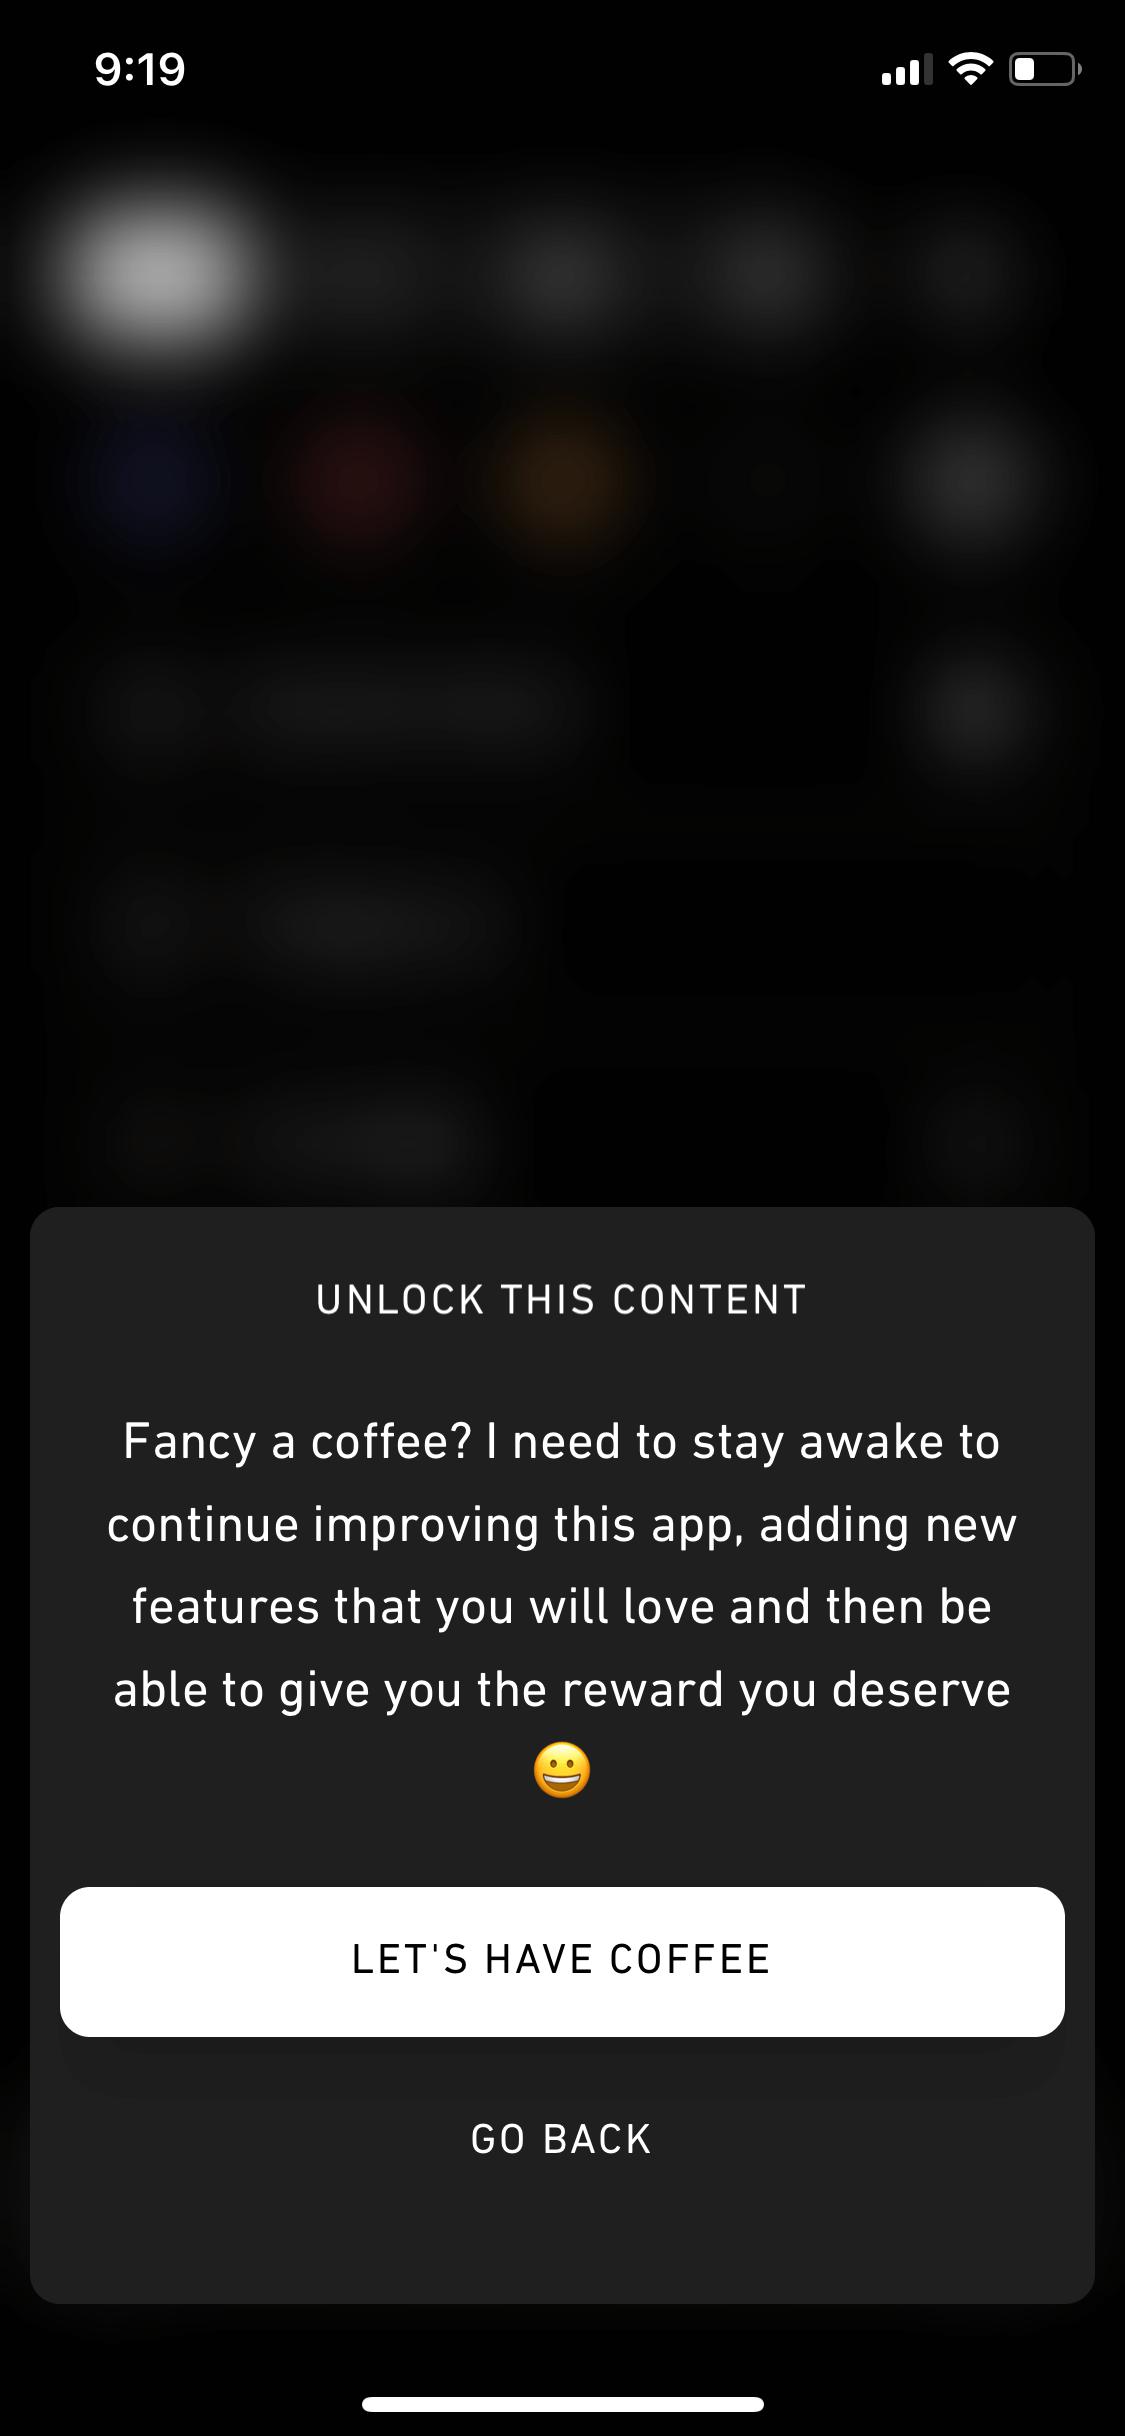 9:19
UNLOCK THIS CONTENT
Fancy a coffee? I need to stay awake to
continue improving this app, adding new
features that you will love and then be
able to give you the reward you deserve
😀
LET'S HAVE COFFEE
GO BACK